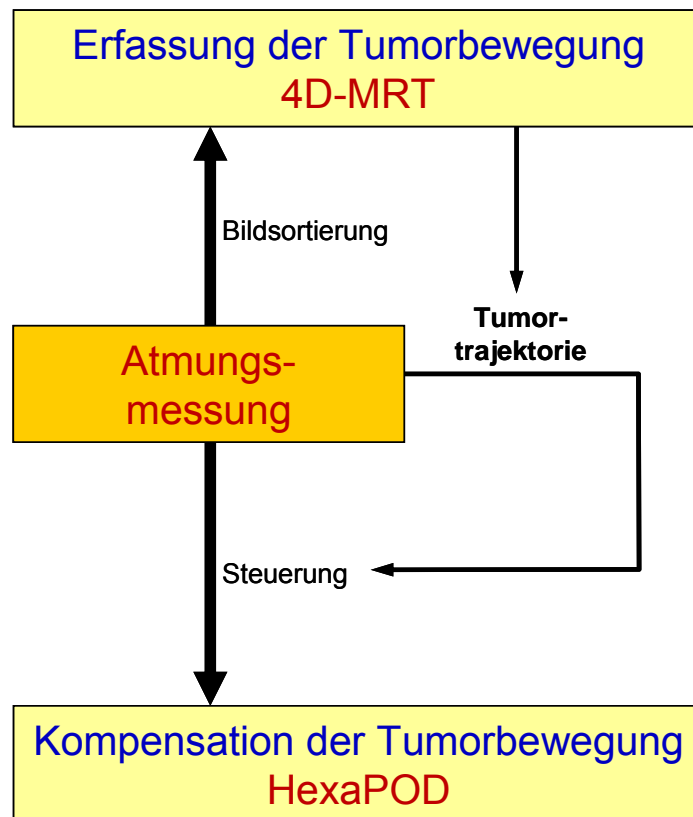 Erfassung der Tumorbewegung
4D-MRT
Bildsortierung
Tumor-
trajektorie
Atmungs-
messung
Steuerung
Kompensation der Tumorbewegung
HexaPOD